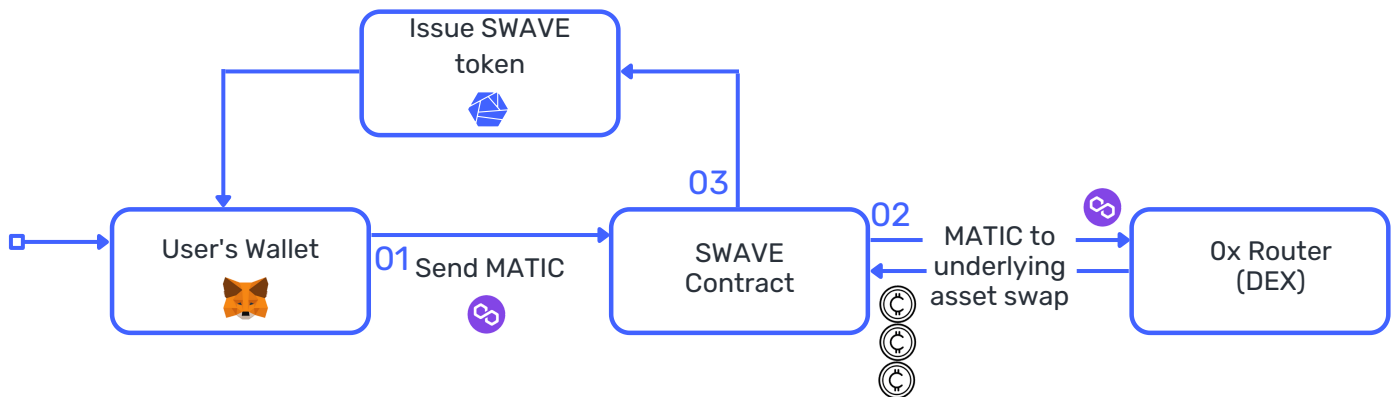 Issue SWAVE
token
03
02
User's Wallet
01
Send MATIC
SWAVE
Contract
MATIC to
underlying
asset swap
0x Router
(DEX)